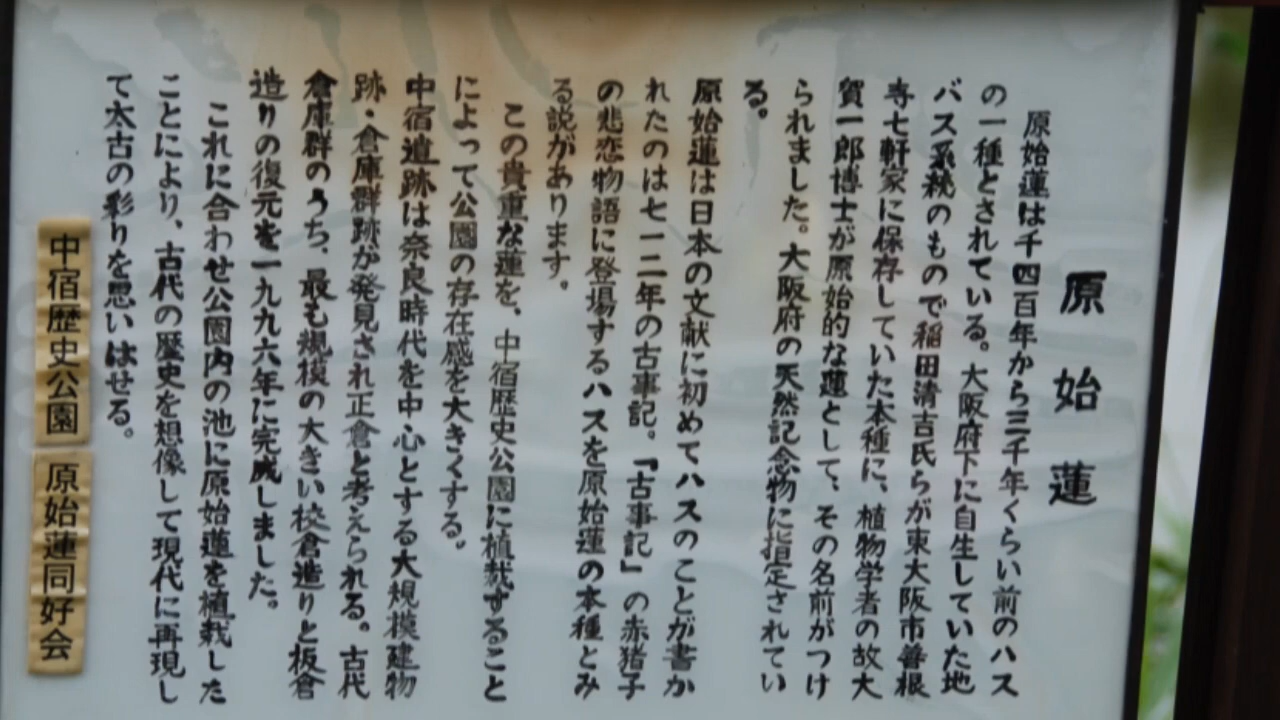 原始蓮
原始蓮は千四百年から三千年くらい前のハス
の一種とされている。大阪府下に自生していた地
バス系統のもので稲田清吉氏らが東大阪市善根
寺七軒家に保存していた本種に、植物学者の故大
賀一郎博士が原始的な蓮として、その名前がつけ
られました。大阪府の天然記念物に指定されてい
る。
原始蓮は日本の文献に初めてハスのことが書か
れたのは七一二年の古事記。「古事記」の赤猪子
の悲恋物語に登場するハスを原始蓮の本種とみ
る説があります。
この貴重な蓮を、中宿歴史公園に植栽すること
によって公園の存在感を大きくする。
中宿遺跡は奈良時代を中心とする大規模建物
跡・倉庫群跡が発見され正倉と考えられる。古代
倉庫群のうち、最も規模の大きい校倉造りと板倉
造りの復元を一九九六年に完成しました。
これに合わせ公園内の池に原始蓮を植栽した
ことにより、古代の歴史を想像して現代に再現し
て太古の彩りを思いはせる。
中宿歴史公園 原始蓮同好会